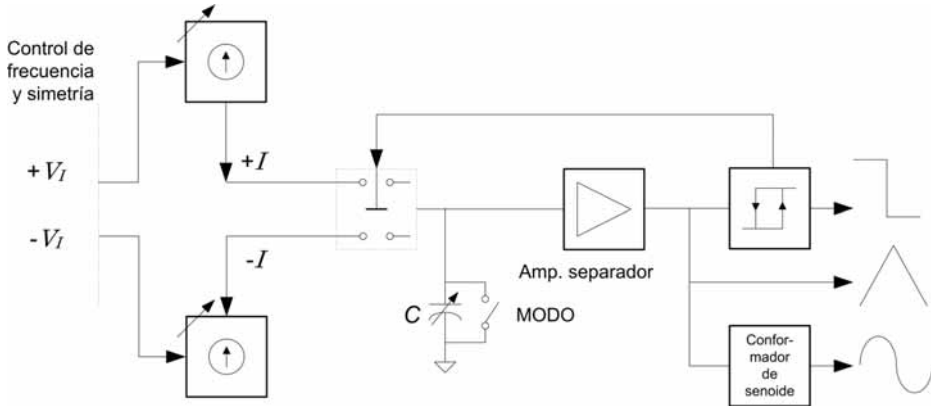 Control de
frecuencia
y simetría
+V_I
+I
-V_I
-I
Amp. separador
C
MODO
Confor-
mador
de
senoide